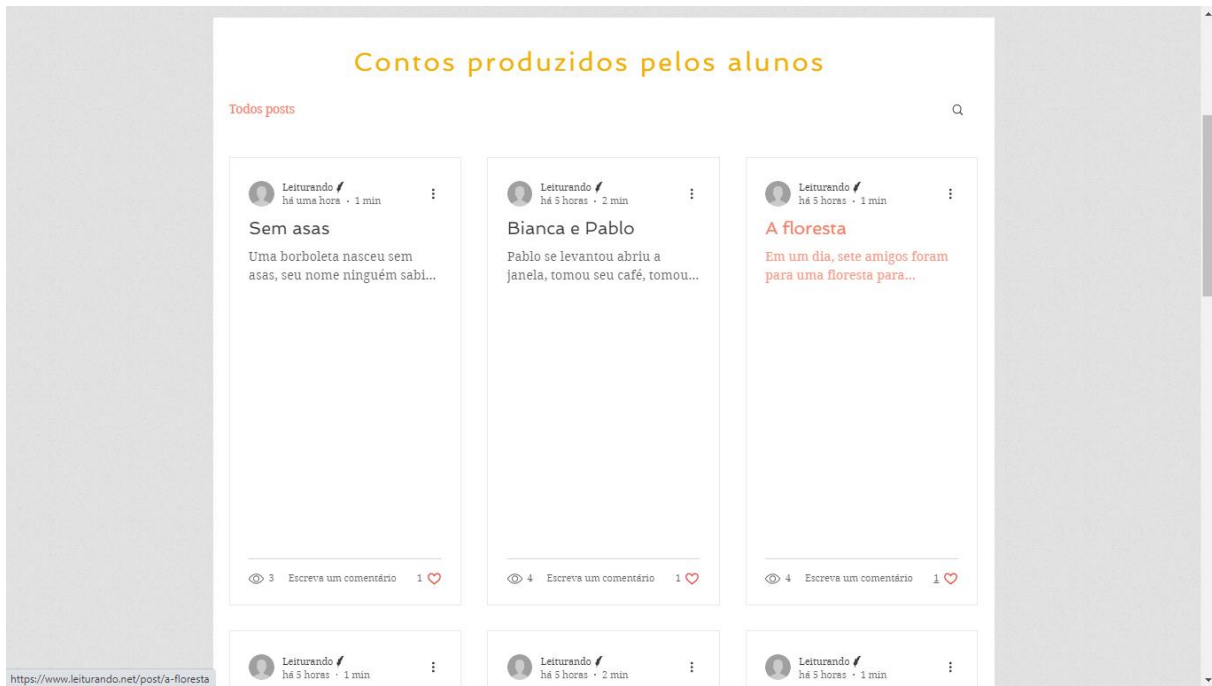 Contos produzidos pelos alunos
Todos posts
Leiturando
há uma hora · 1 min
Sem asas
Uma borboleta nasceu sem
asas, seu nome ninguém sabi...
3 Escreva um comentário 1
Leiturando
há 5 horas · 2 min
Bianca e Pablo
Pablo se levantou abriu a
janela, tomou seu café, tomou...
4 Escreva um comentário 1
Leiturando
há 5 horas · 1 min
A floresta
Em um dia, sete amigos foram
para uma floresta para...
4 Escreva um comentário 1
Leiturando
há 5 horas · 1 min
Leiturando
há 5 horas · 2 min
Leiturando
há 5 horas · 1 min
https://www.leiturando.net/post/a-floresta